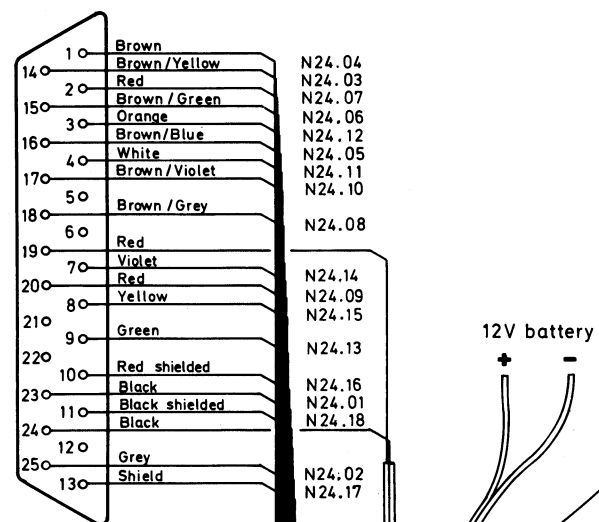 1 Brown N24.04
14 Brown/Yellow N24.03
2 Red N24.07
15 Brown/Green N24.06
3 Orange N24.12
16 Brown/Blue N24.05
4 White N24.11
17 Brown/Violet N24.10
5
18 Brown/Grey N24.08
6
19 Red
7 Violet N24.14
20 Red N24.09
8 Yellow N24.15
21
9 Green N24.13
12V battery
22
+ -
10 Red shielded N24.16
23 Black N24.01
11 Black shielded N24.18
24 Black
12
25 Grey N24.02
13 Shield N24.17